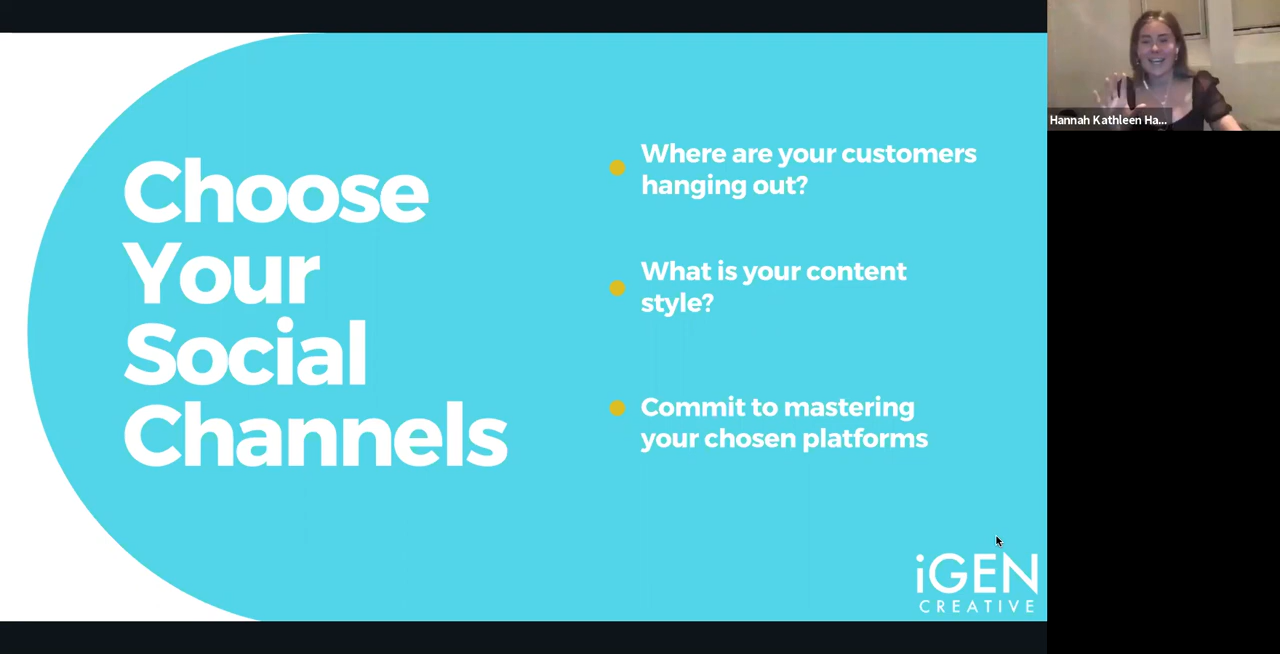 Choose
Your
Social
Channels
Where are your customers
hanging out?
What is your content
style?
Commit to mastering
your chosen platforms
iGEN
CREATIVE
Hannah Kathleen Ha...